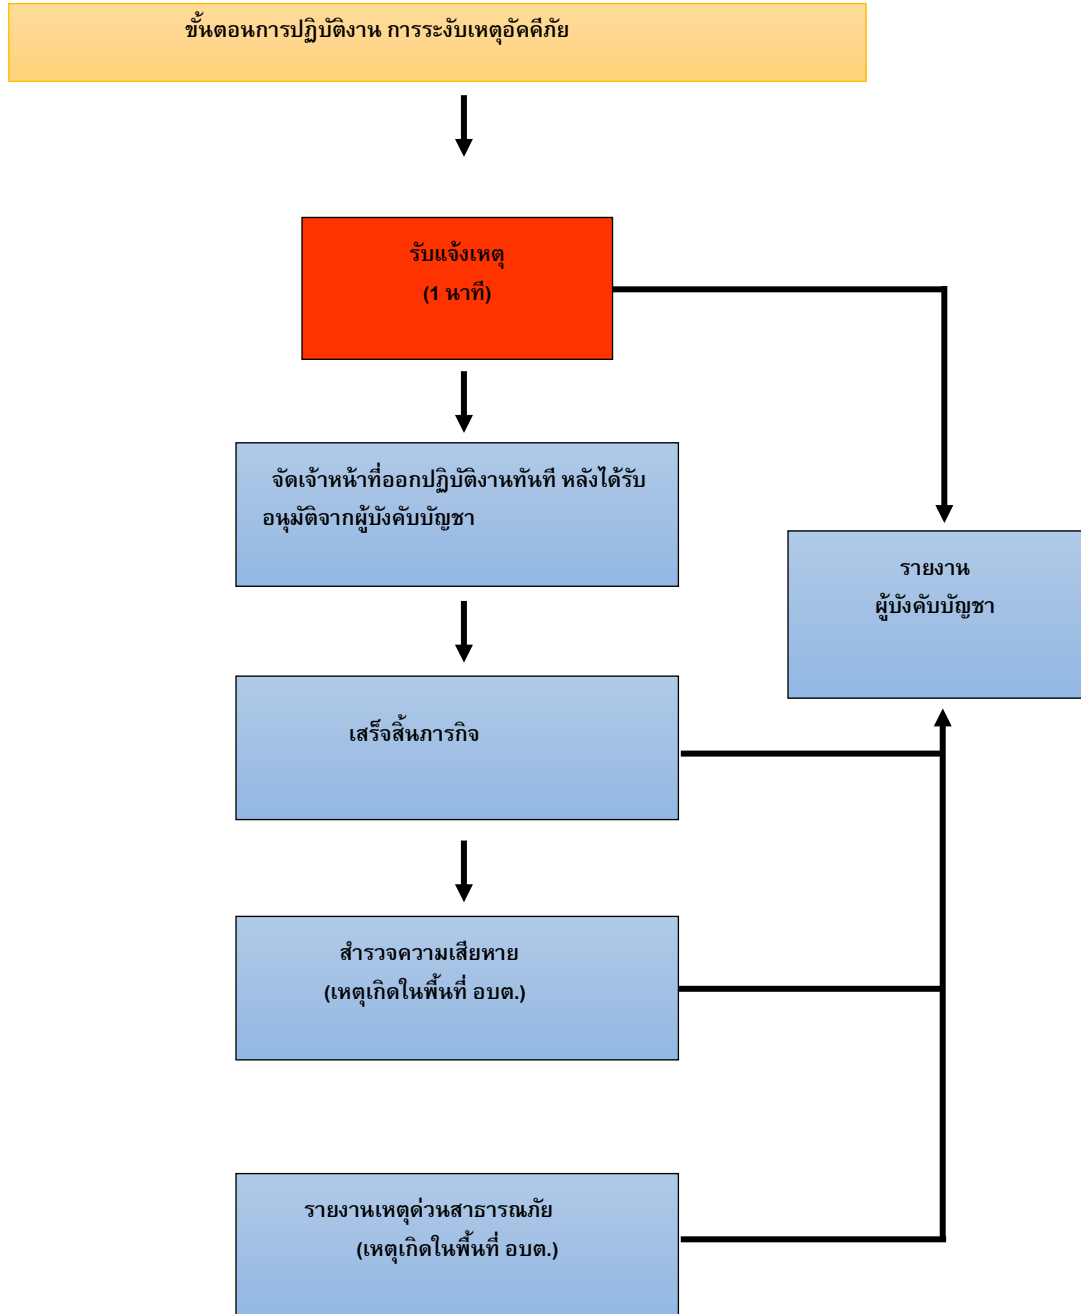 ขั้นตอนการปฏิบัติงาน การระงับเหตุอัคคีภัย
รับแจ้งเหตุ
(1 นาที)
จัดเจ้าหน้าที่ออกปฏิบัติงานทันที หลังได้รับ
อนุมัติจากผู้บังคับบัญชา
รายงาน
ผู้บังคับบัญชา
เสร็จสิ้นภารกิจ
สำรวจความเสียหาย
(เหตุเกิดในพื้นที่ อบต.)
รายงานเหตุด่วนสาธารณภัย
(เหตุเกิดในพื้นที่ อบต.)